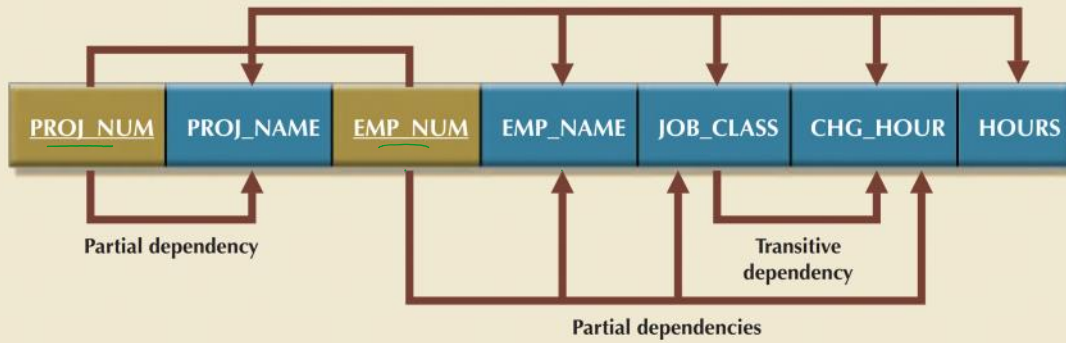 PROJ_NUM PROJ_NAME EMP_NUM EMP_NAME JOB_CLASS CHG_HOUR HOURS
Partial dependency
Transitive
dependency
Partial dependencies